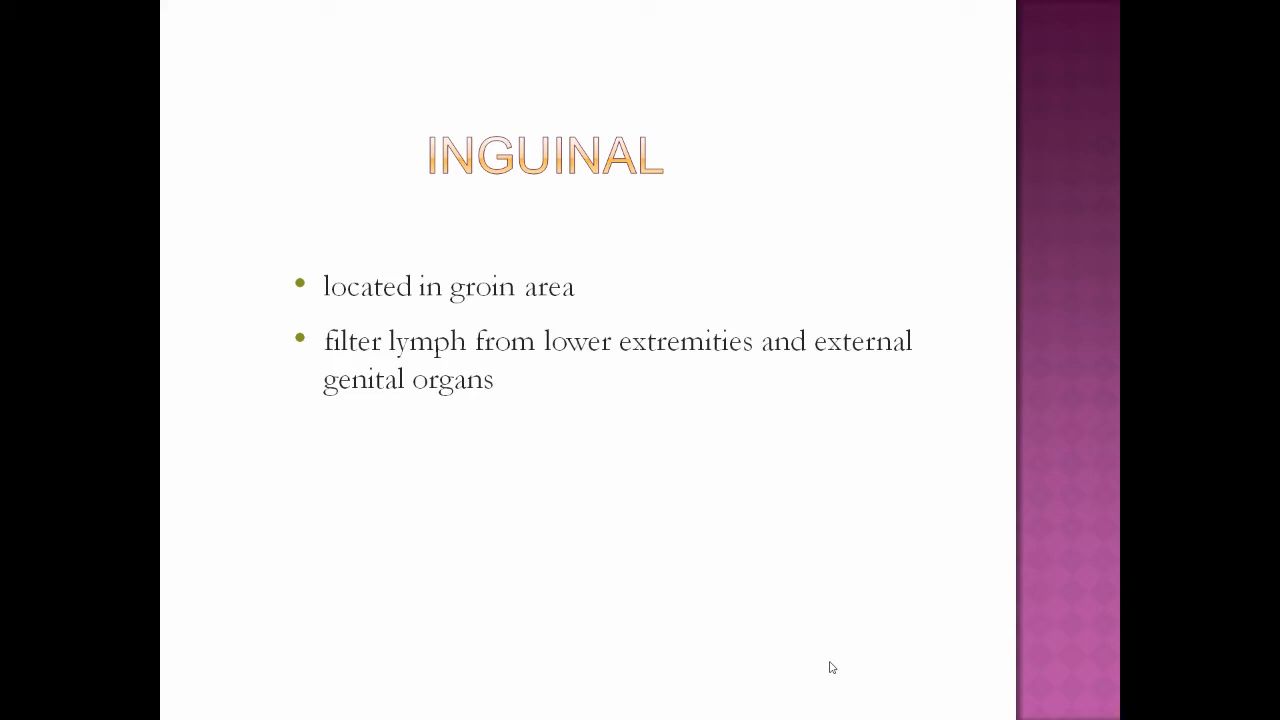 INGUINAL
• located in groin area
• filter lymph from lower extremities and external
genital organs